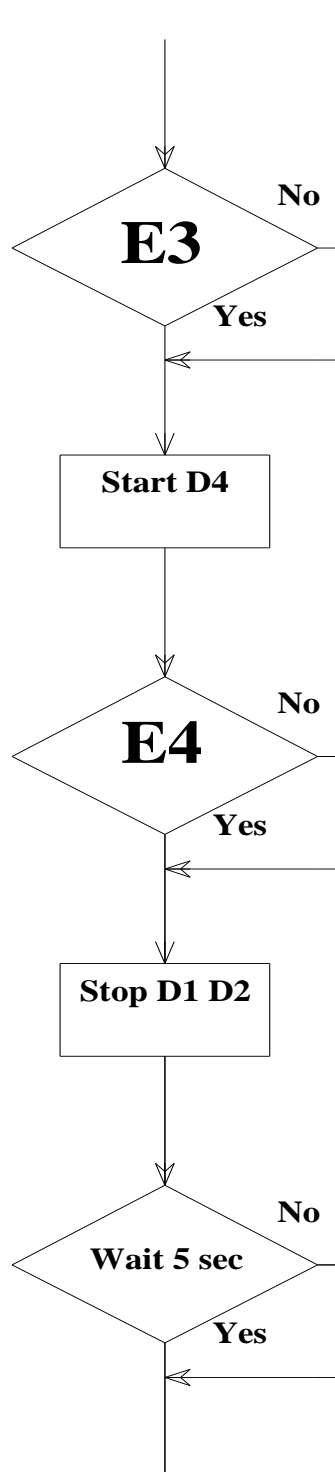 No
E3
Yes
Start D4
No
E4
Yes
Stop D1 D2
No
Wait 5 sec
Yes